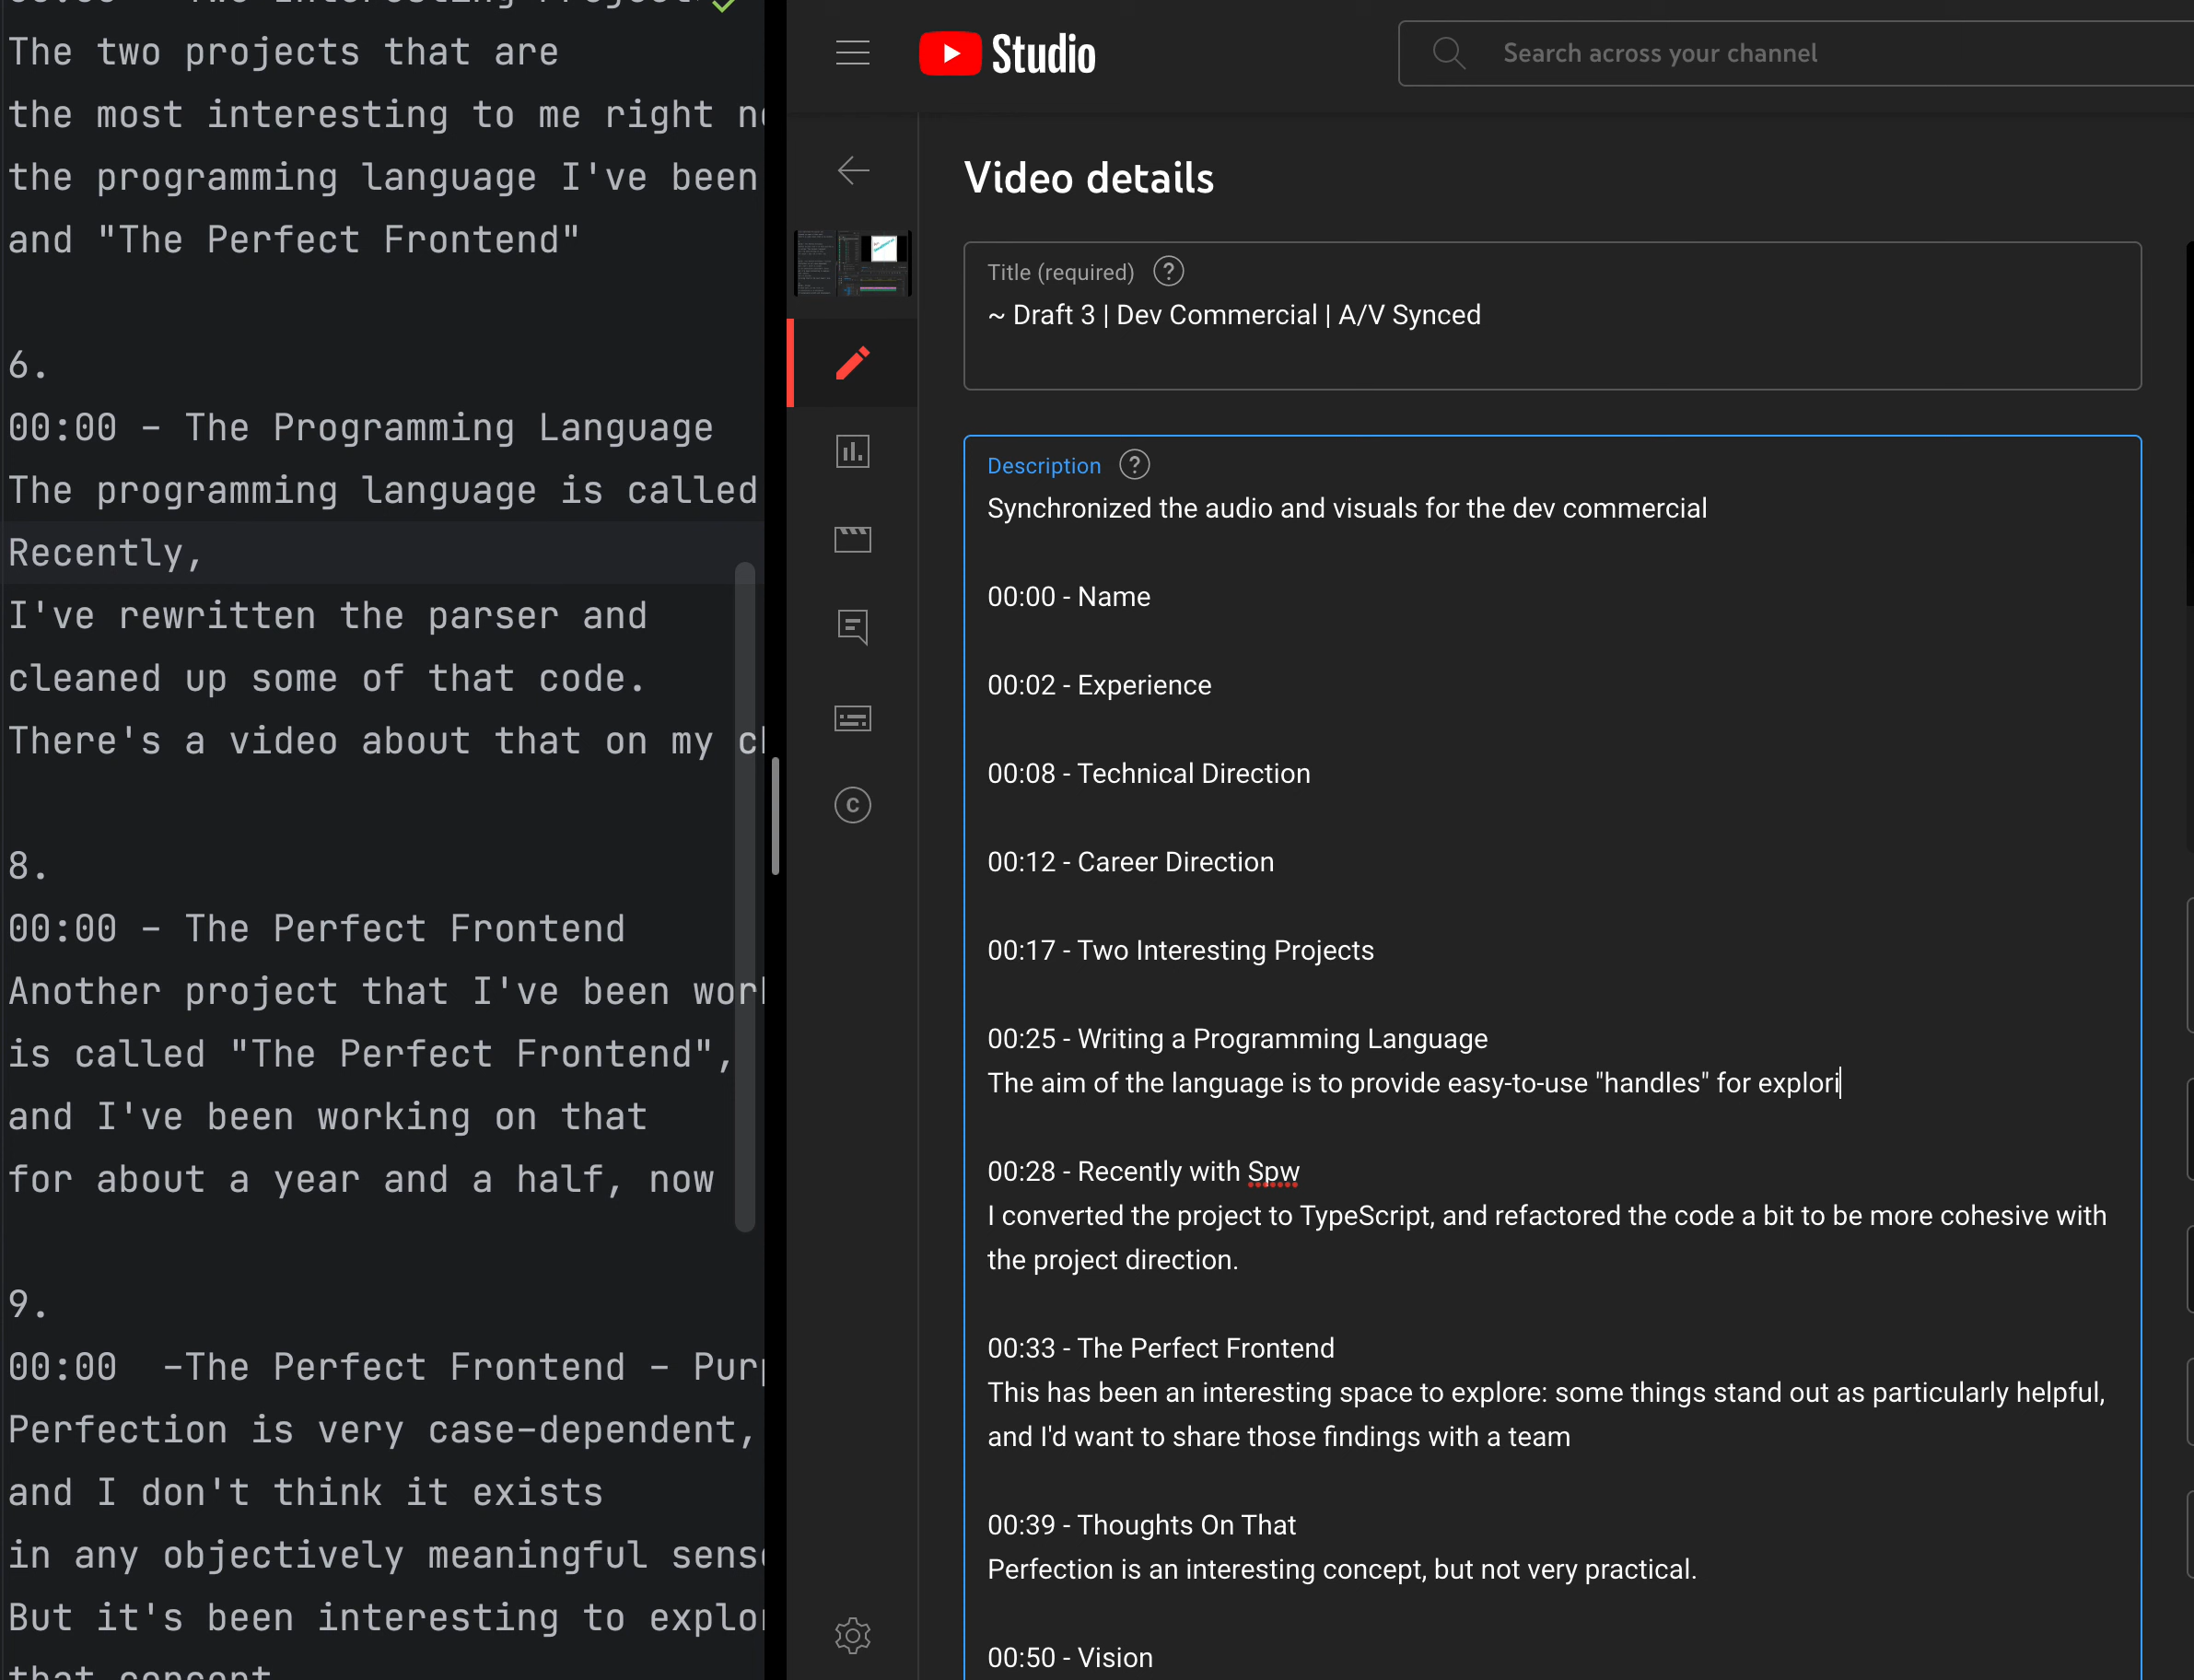 The two projects that are
the most interesting to me right
the programming language I've been
and "The Perfect Frontend"
6.
00:00 - The Programming Language
The programming language is called
Recently,
I've rewritten the parser and
cleaned up some of that code.
There's a video about that on my
8.
00:00 - The Perfect Frontend
Another project that I've been
is called "The Perfect Frontend",
and I've been working on that
for about a year and a half, now
9.
00:00  -The Perfect Frontend -
Perfection is very case-dependent,
and I don't think it exists
in any objectively meaningful
But it's been interesting to
that concept
Studio
Search across your channel
Video details
Title (required)
~ Draft 3 | Dev Commercial | A/V Synced
Description
Synchronized the audio and visuals for the dev commercial
00:00 - Name
00:02 - Experience
00:08 - Technical Direction
00:12 - Career Direction
00:17 - Two Interesting Projects
00:25 - Writing a Programming Language
The aim of the language is to provide easy-to-use "handles" for explori
00:28 - Recently with Spw
I converted the project to TypeScript, and refactored the code a bit to be more cohesive with
the project direction.
00:33 - The Perfect Frontend
This has been an interesting space to explore: some things stand out as particularly helpful,
and I'd want to share those findings with a team
00:39 - Thoughts On That
Perfection is an interesting concept, but not very practical.
00:50 - Vision